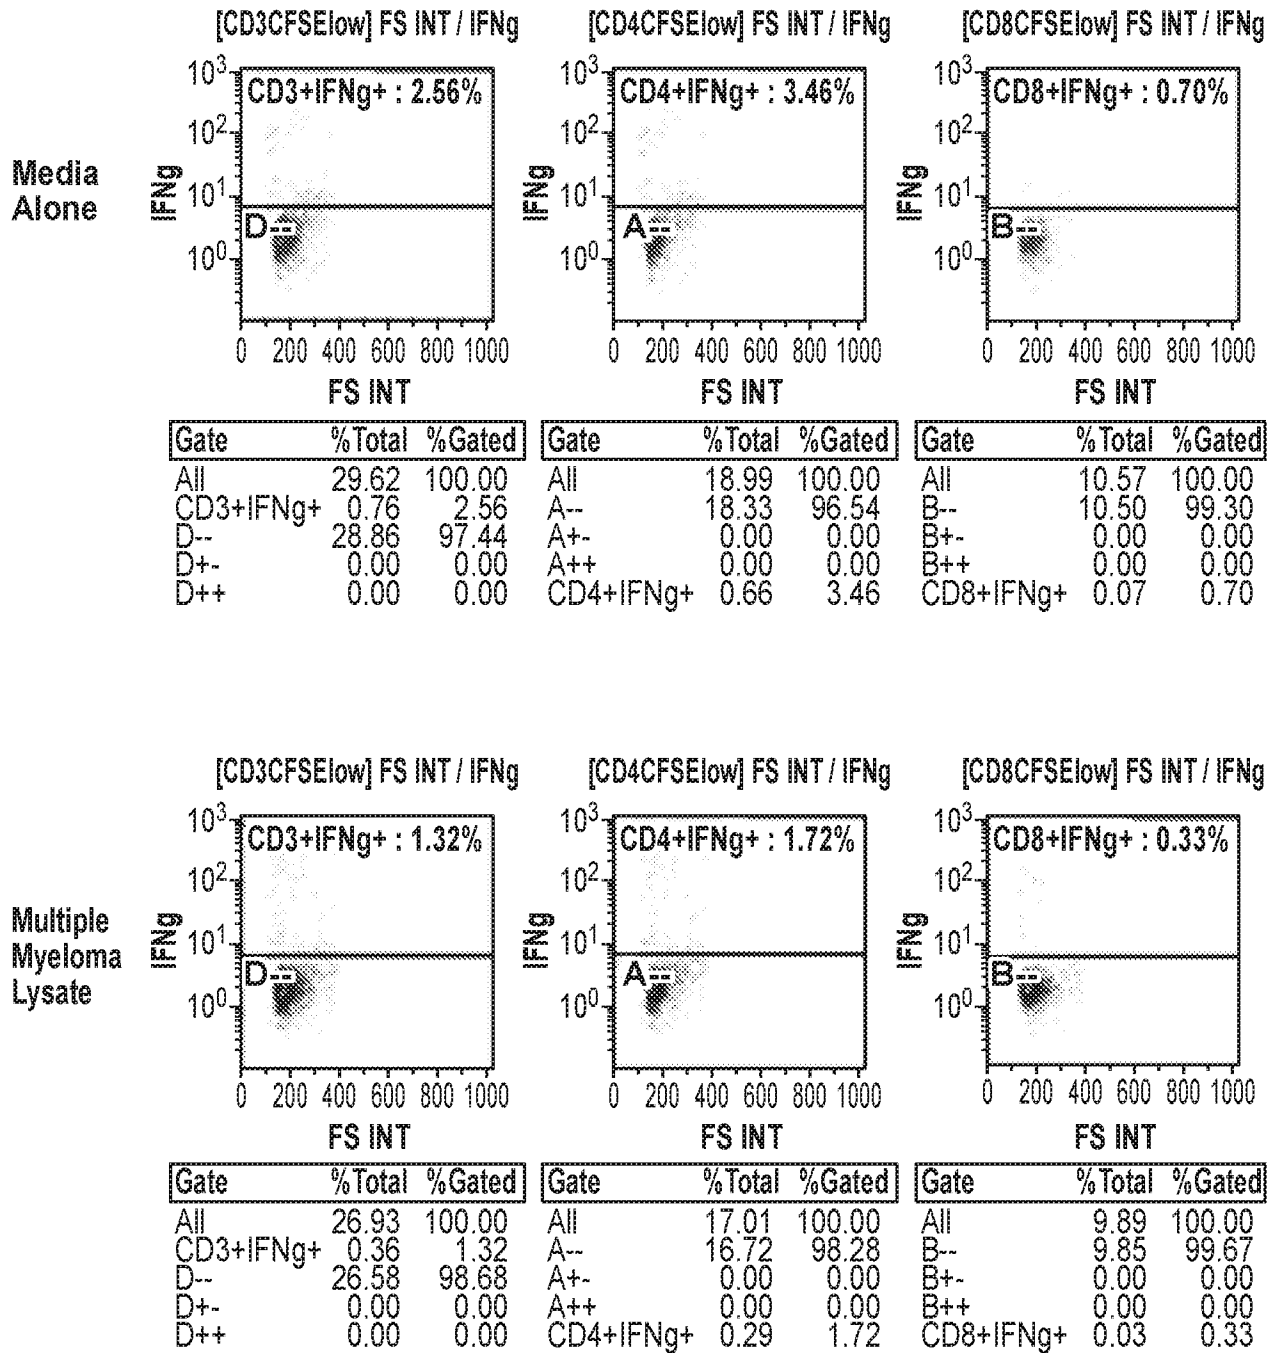 [CD3CFSElow] FS INT / IFNg
[CD4CFSElow] FS INT / IFNg
[CD8CFSElow] FS INT / IFNg
Media
Alone
IFNg
10³
10²
10¹
10⁰
CD3+IFNg+ : 2.56%
D--
0 200 400 600 800 1000
FS INT
IFNg
10³
10²
10¹
10⁰
CD4+IFNg+ : 3.46%
A--
0 200 400 600 800 1000
FS INT
IFNg
10³
10²
10¹
10⁰
CD8+IFNg+ : 0.70%
B--
0 200 400 600 800 1000
FS INT
Gate %Total %Gated
All 29.62 100.00
CD3+IFNg+ 0.76 2.56
D-- 28.86 97.44
D+- 0.00 0.00
D++ 0.00 0.00
Gate %Total %Gated
All 18.99 100.00
A-- 18.33 96.54
A+- 0.00 0.00
A++ 0.00 0.00
CD4+IFNg+ 0.66 3.46
Gate %Total %Gated
All 10.57 100.00
B-- 10.50 99.30
B+- 0.00 0.00
B++ 0.00 0.00
CD8+IFNg+ 0.07 0.70
[CD3CFSElow] FS INT / IFNg
[CD4CFSElow] FS INT / IFNg
[CD8CFSElow] FS INT / IFNg
Multiple
Myeloma
Lysate
IFNg
10³
10²
10¹
10⁰
CD3+IFNg+ : 1.32%
D--
0 200 400 600 800 1000
FS INT
IFNg
10³
10²
10¹
10⁰
CD4+IFNg+ : 1.72%
A--
0 200 400 600 800 1000
FS INT
IFNg
10³
10²
10¹
10⁰
CD8+IFNg+ : 0.33%
B--
0 200 400 600 800 1000
FS INT
Gate %Total %Gated
All 26.93 100.00
CD3+IFNg+ 0.36 1.32
D-- 26.58 98.68
D+- 0.00 0.00
D++ 0.00 0.00
Gate %Total %Gated
All 17.01 100.00
A-- 16.72 98.28
A+- 0.00 0.00
A++ 0.00 0.00
CD4+IFNg+ 0.29 1.72
Gate %Total %Gated
All 9.89 100.00
B-- 9.85 99.67
B+- 0.00 0.00
B++ 0.00 0.00
CD8+IFNg+ 0.03 0.33